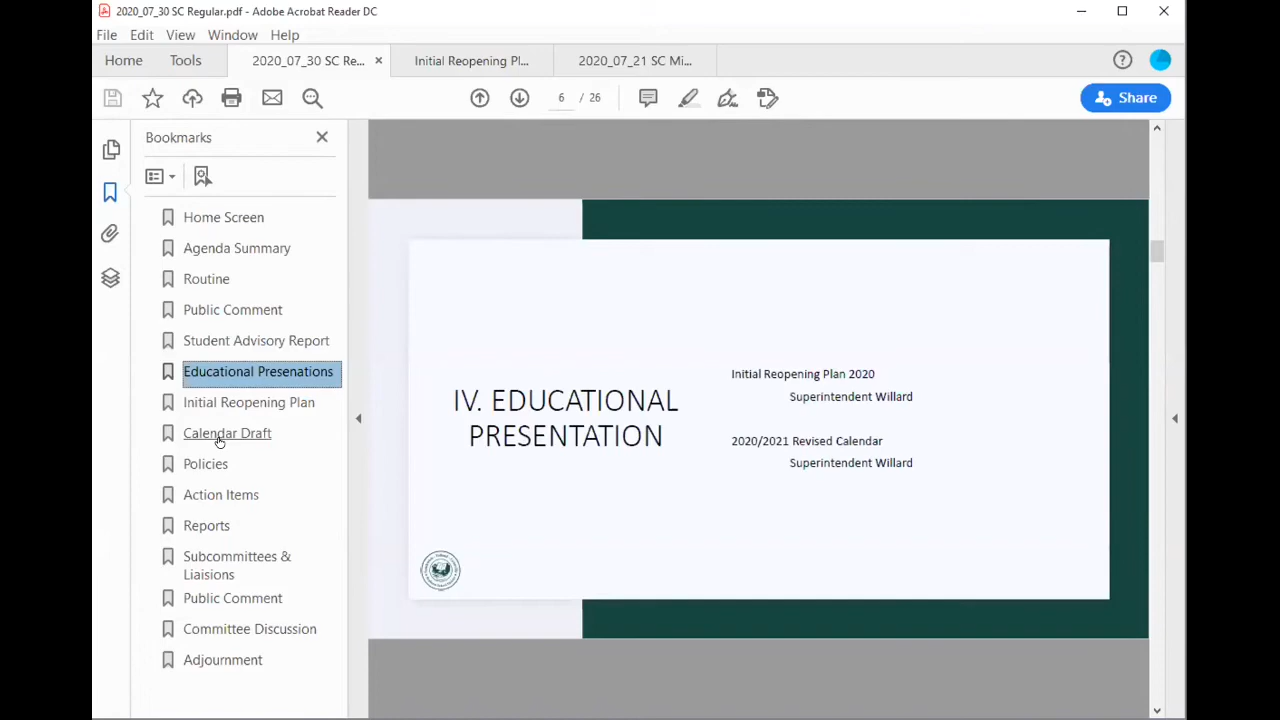 2020_07_30 SC Regular.pdf - Adobe Acrobat Reader DC
File Edit View Window Help
Home Tools 2020_07_30 SC Re... × Initial Reopening Pl... 2020_07_21 SC Mi...
6 / 26 Share
Bookmarks
Home Screen
Agenda Summary
Routine
Public Comment
Student Advisory Report
Educational Presenations
Initial Reopening Plan
Calendar Draft
Policies
Action Items
Reports
Subcommittees &
Liaisions
Public Comment
Committee Discussion
Adjournment
IV. EDUCATIONAL
PRESENTATION
Initial Reopening Plan 2020
Superintendent Willard
2020/2021 Revised Calendar
Superintendent Willard